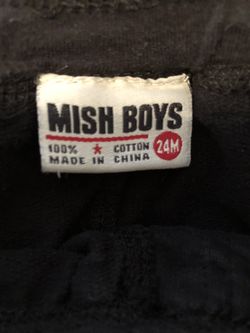 MISH BOYS
100% * COTTON 24M
MADE IN CHINA